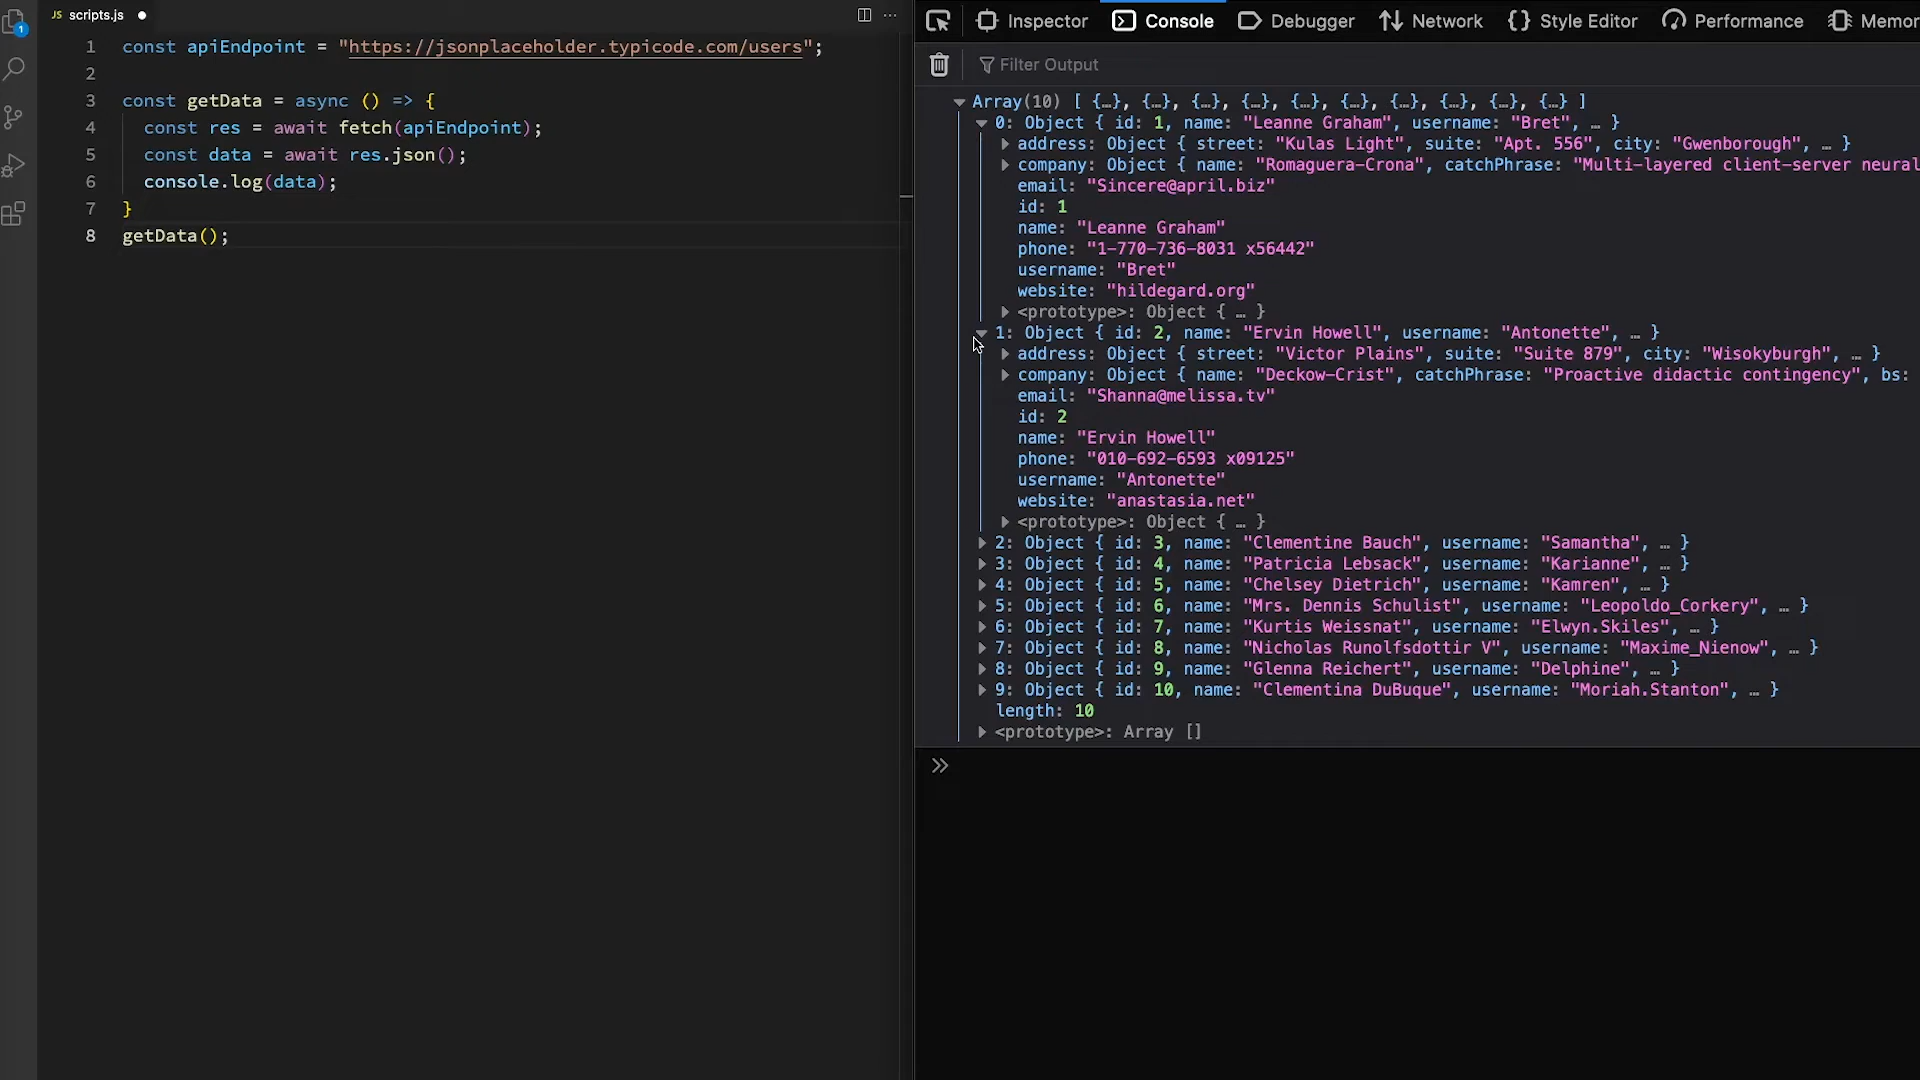 JS scripts.js ● ···
1
1 const apiEndpoint = "https://jsonplaceholder.typicode.com/users";
2
3 const getData = async () => {
4 const res = await fetch(apiEndpoint);
5 const data = await res.json();
6 console.log(data);
7 }
8 getData();
Inspector Console Debugger Network {} Style Editor Performance Memor
Filter Output
Array(10) [ {…}, {…}, {…}, {…}, {…}, {…}, {…}, {…}, {…}, {…} ]
0: Object { id: 1, name: "Leanne Graham", username: "Bret", … }
address: Object { street: "Kulas Light", suite: "Apt. 556", city: "Gwenborough", … }
company: Object { name: "Romaguera-Crona", catchPhrase: "Multi-layered client-server neural
email: "Sincere@april.biz"
id: 1
name: "Leanne Graham"
phone: "1-770-736-8031 x56442"
username: "Bret"
website: "hildegard.org"
<prototype>: Object { … }
1: Object { id: 2, name: "Ervin Howell", username: "Antonette", … }
address: Object { street: "Victor Plains", suite: "Suite 879", city: "Wisokyburgh", … }
company: Object { name: "Deckow-Crist", catchPhrase: "Proactive didactic contingency", bs:
email: "Shanna@melissa.tv"
id: 2
name: "Ervin Howell"
phone: "010-692-6593 x09125"
username: "Antonette"
website: "anastasia.net"
<prototype>: Object { … }
2: Object { id: 3, name: "Clementine Bauch", username: "Samantha", … }
3: Object { id: 4, name: "Patricia Lebsack", username: "Karianne", … }
4: Object { id: 5, name: "Chelsey Dietrich", username: "Kamren", … }
5: Object { id: 6, name: "Mrs. Dennis Schulist", username: "Leopoldo_Corkery", … }
6: Object { id: 7, name: "Kurtis Weissnat", username: "Elwyn.Skiles", … }
7: Object { id: 8, name: "Nicholas Runolfsdottir V", username: "Maxime_Nienow", … }
8: Object { id: 9, name: "Glenna Reichert", username: "Delphine", … }
9: Object { id: 10, name: "Clementina DuBuque", username: "Moriah.Stanton", … }
length: 10
<prototype>: Array []